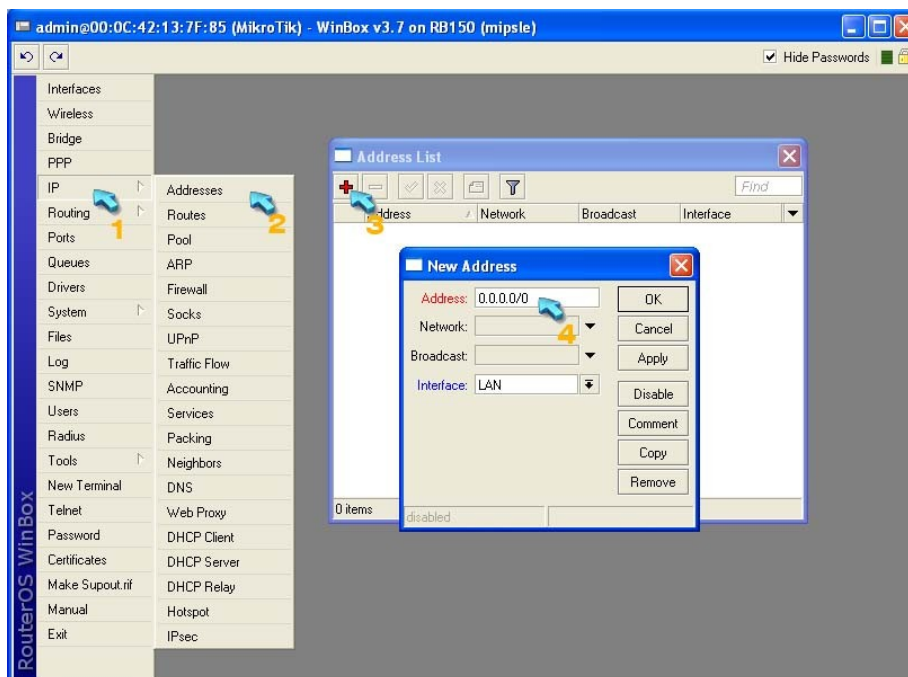 admin@00:0C:42:13:7F:85 (MikroTik) - WinBox v3.7 on RB150 (mipsle)
Hide Passwords
Interfaces
Wireless
Bridge
PPP
IP
Routing
Ports
Queues
Drivers
System
Files
Log
SNMP
Users
Radius
Tools
New Terminal
Telnet
Password
Certificates
Make Supout.rif
Manual
Exit
RouterOS WinBox
1
Addresses
Routes
Pool
ARP
Firewall
Socks
UPnP
Traffic Flow
Accounting
Services
Packing
Neighbors
DNS
Web Proxy
DHCP Client
DHCP Server
DHCP Relay
Hotspot
IPsec
2
Address List
Find
3
Address Network Broadcast Interface
0 items
New Address
Address: 0.0.0.0/0
4
Network:
Broadcast:
Interface: LAN
OK
Cancel
Apply
Disable
Comment
Copy
Remove
disabled